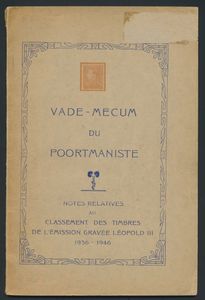 VADE-MECUM
DU
POORTMANISTE
NOTES RELATIVES
AU
CLASSEMENT DES TIMBRES
DE L'ÉMISSION GRAVÉE LÉOPOLD III
1936-1946